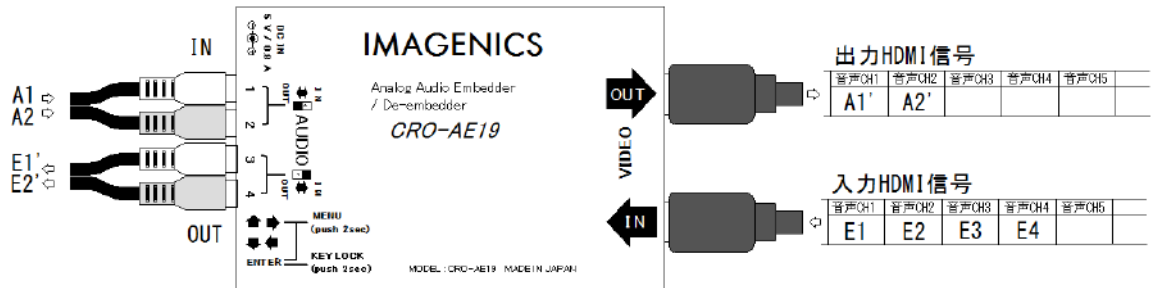 IN
A1
A2
E1'
E2'
OUT
DC IN
5 V / 0.8 A
1
2
3
4
IN
OUT
AUDIO
OUT
IN
MENU
(push 2sec)
ENTER
KEY LOCK
(push 2sec)
IMAGENICS
Analog Audio Embedder
/ De-embedder
CRO-AE19
MODEL : CRO-AE19 MADE IN JAPAN
OUT
VIDEO
IN
出力HDMI信号
音声CH1 音声CH2 音声CH3 音声CH4 音声CH5
A1' A2'
入力HDMI信号
音声CH1 音声CH2 音声CH3 音声CH4 音声CH5
E1 E2 E3 E4